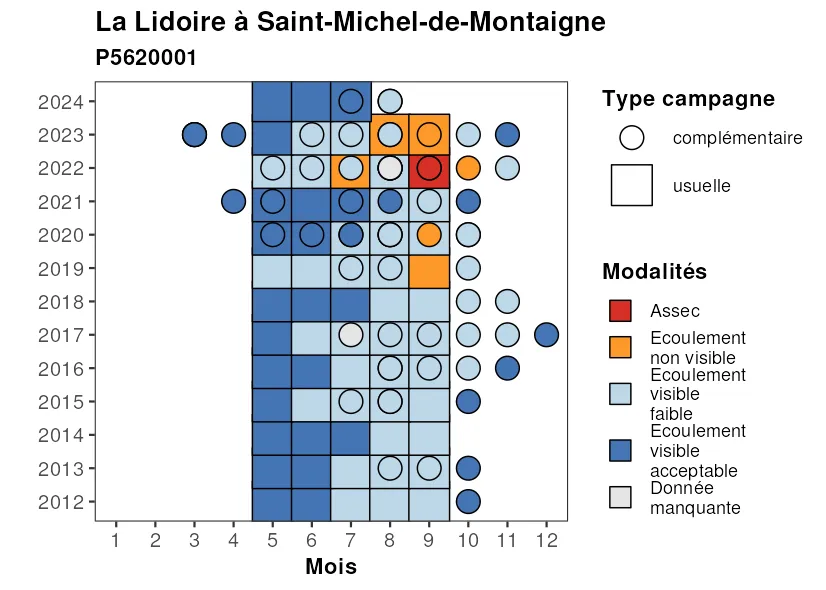 La Lidoire à Saint-Michel-de-Montaigne
P5620001
2024
2023
2022
2021
2020
2019
2018
2017
2016
2015
2014
2013
2012
1 2 3 4 5 6 7 8 9 10 11 12
Mois
Type campagne
complémentaire
usuelle
Modalités
Assec
Ecoulement
non visible
Ecoulement
visible
faible
Ecoulement
visible
acceptable
Donnée
manquante